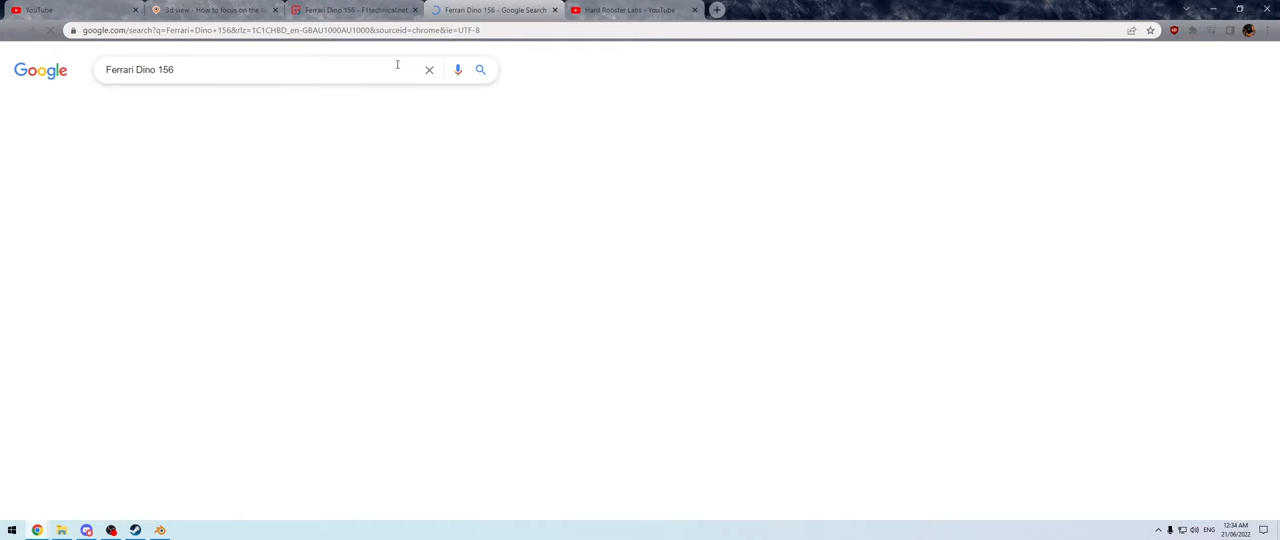 YouTube
3d view - How to focus on the c
Ferrari Dino 156 - F1technical.net
Ferrari Dino 156 - Google Search
Hard Rooster Labs - YouTube
google.com/search?q=Ferrari+Dino+156&rlz=1C1CHBD_en-GBAU1000AU1000&sourceid=chrome&ie=UTF-8
Google
Ferrari Dino 156
ENG
12:34 AM
21/06/2022